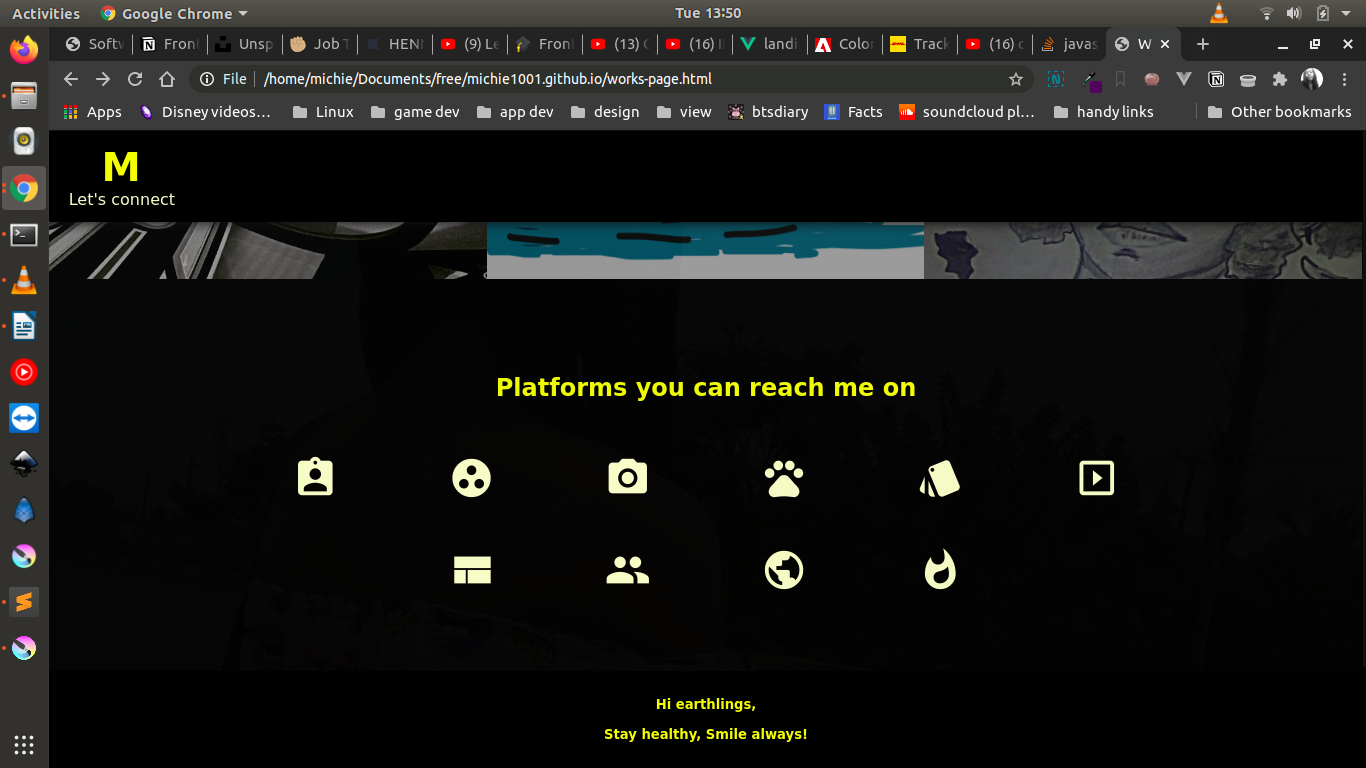 Activities Google Chrome Tue 13:50
Softw Front Unsp Job T HENN (9) Le Front (13) C (16) I landi Color Track (16) c javas W
File /home/michie/Documents/free/michie1001.github.io/works-page.html
Apps Disney videos... Linux game dev app dev design view btsdiary Facts soundcloud pl... handy links Other bookmarks
M
Let's connect
Platforms you can reach me on
Hi earthlings,
Stay healthy, Smile always!